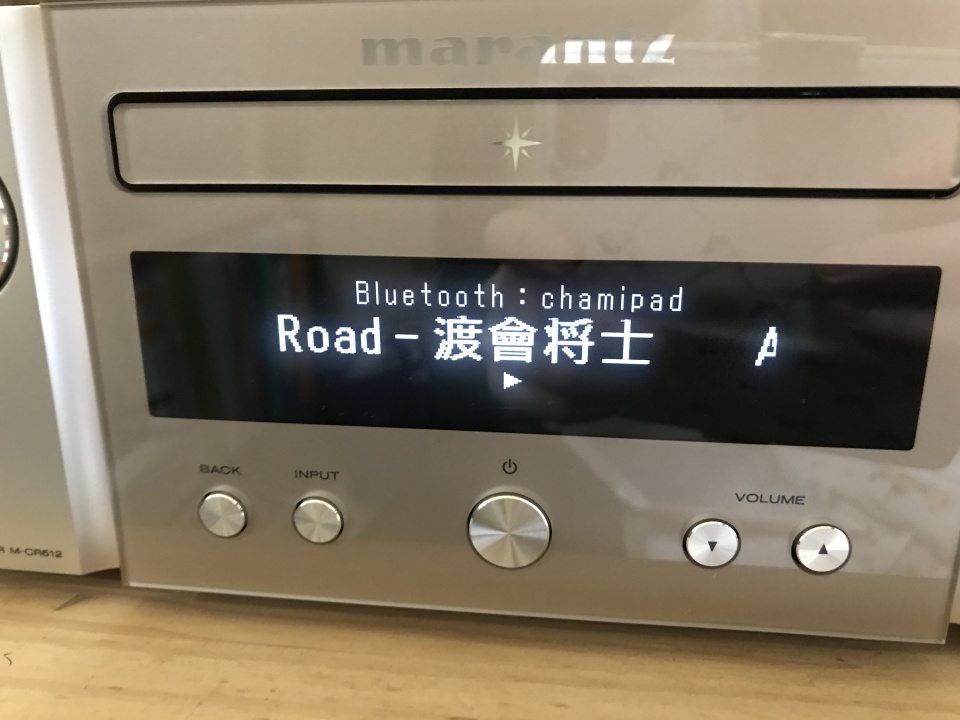 marantz
Bluetooth：chamipad
Road－渡會将士 A
BACK INPUT
VOLUME
M-CR612